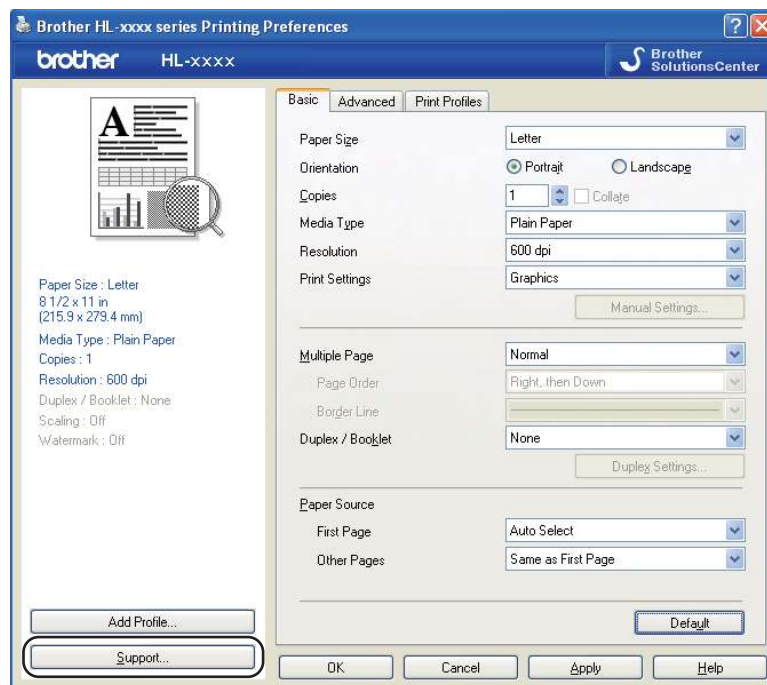 Brother HL-xxxx series Printing Preferences
brother HL-xxxx
Brother
SolutionsCenter
A
Paper Size : Letter
8 1/2 x 11 in
(215.9 x 279.4 mm)
Media Type : Plain Paper
Copies : 1
Resolution : 600 dpi
Duplex / Booklet : None
Scaling : Off
Watermark : Off
Add Profile...
Support...
Basic Advanced Print Profiles
Paper Size Letter
Orientation Portrait Landscape
Copies 1 Collate
Media Type Plain Paper
Resolution 600 dpi
Print Settings Graphics
Manual Settings...
Multiple Page Normal
Page Order Right, then Down
Border Line
Duplex / Booklet None
Duplex Settings...
Paper Source
First Page Auto Select
Other Pages Same as First Page
Default
OK Cancel Apply Help